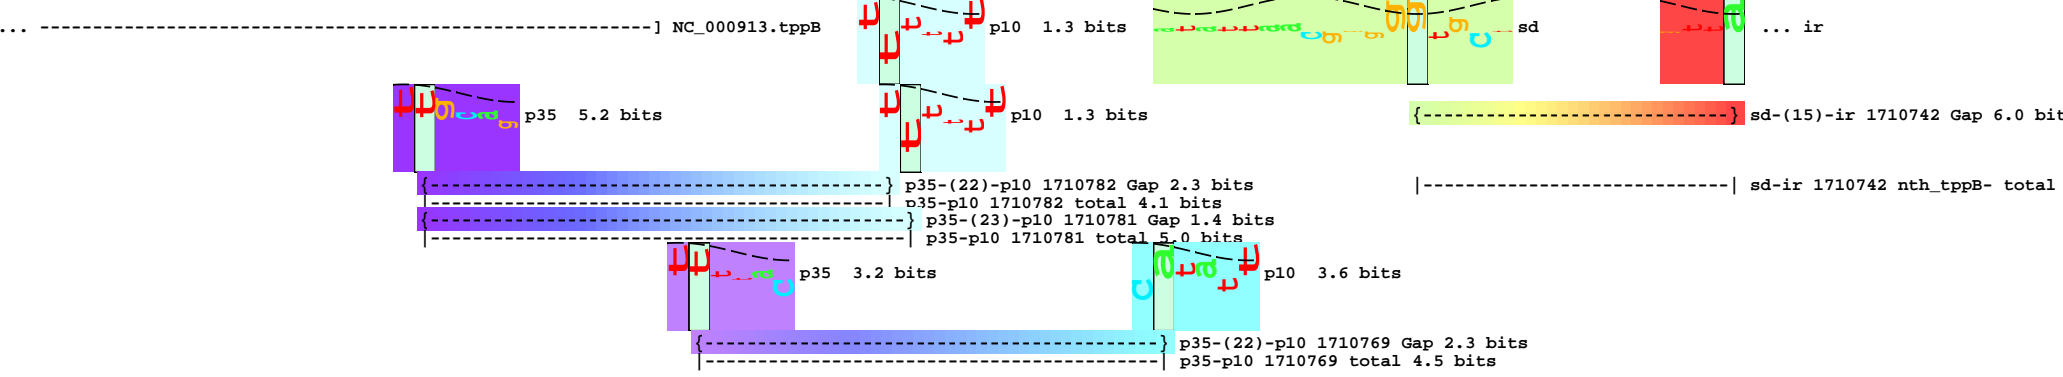 ... ---------------------------------------------------------] NC_000913.tppB
p10 1.3 bits
sd
... ir
p35 5.2 bits
p10 1.3 bits
{-----------------------------} sd-(15)-ir 1710742 Gap 6.0 bit
{-------------------------------------------} p35-(22)-p10 1710782 Gap 2.3 bits
|-----------------------------| sd-ir 1710742 nth_tppB- total
|-------------------------------------------| p35-p10 1710782 total 4.1 bits
{---------------------------------------------} p35-(23)-p10 1710781 Gap 1.4 bits
|---------------------------------------------| p35-p10 1710781 total 5.0 bits
p35 3.2 bits
p10 3.6 bits
{-------------------------------------------} p35-(22)-p10 1710769 Gap 2.3 bits
|-------------------------------------------| p35-p10 1710769 total 4.5 bits